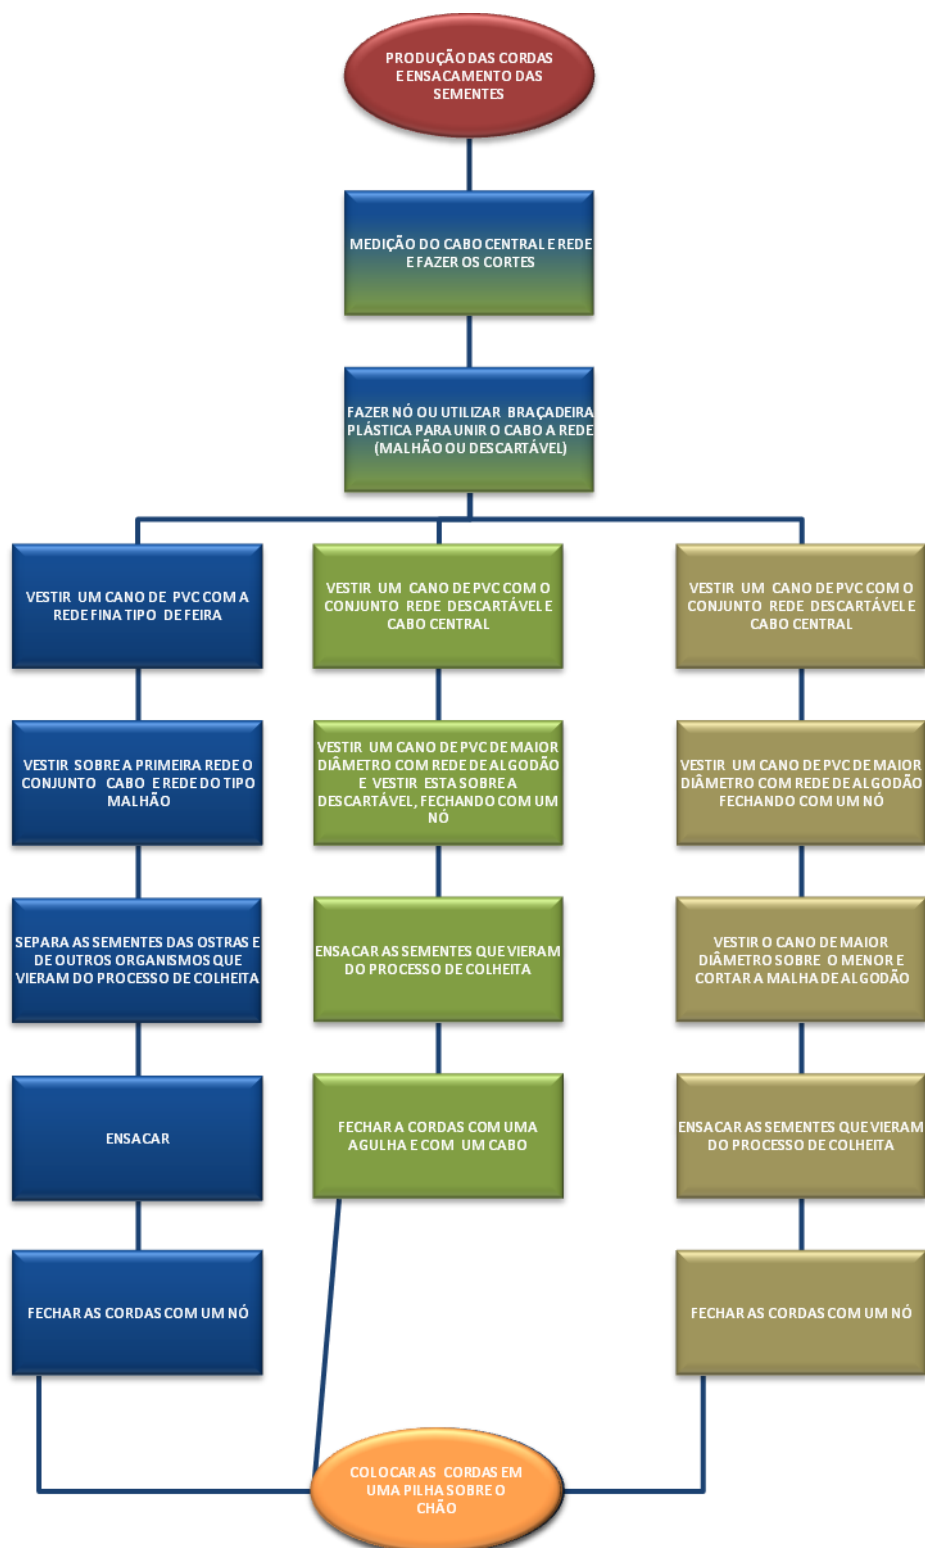 PRODUÇÃO DAS CORDAS
E ENSACAMENTO DAS
SEMENTES
MEDIÇÃO DO CABO CENTRAL E REDE
E FAZER OS CORTES
FAZER NÓ OU UTILIZAR BRAÇADEIRA
PLÁSTICA PARA UNIR O CABO A REDE
(MALHÃO OU DESCARTÁVEL)
VESTIR UM CANO DE PVC COM A
REDE FINA TIPO DE FEIRA
VESTIR SOBRE A PRIMEIRA REDE O
CONJUNTO CABO E REDE DO TIPO
MALHÃO
SEPARA AS SEMENTES DAS OSTRAS E
DE OUTROS ORGANISMOS QUE
VIERAM DO PROCESSO DE COLHEITA
ENSACAR
FECHAR AS CORDAS COM UM NÓ
VESTIR UM CANO DE PVC COM O
CONJUNTO REDE DESCARTÁVEL E
CABO CENTRAL
VESTIR UM CANO DE PVC DE MAIOR
DIÂMETRO COM REDE DE ALGODÃO
E VESTIR ESTA SOBRE A
DESCARTÁVEL, FECHANDO COM UM
NÓ
ENSACAR AS SEMENTES QUE VIERAM
DO PROCESSO DE COLHEITA
FECHAR A CORDAS COM UMA
AGULHA E COM UM CABO
VESTIR UM CANO DE PVC COM O
CONJUNTO REDE DESCARTÁVEL E
CABO CENTRAL
VESTIR UM CANO DE PVC DE MAIOR
DIÂMETRO COM REDE DE ALGODÃO
FECHANDO COM UM NÓ
VESTIR O CANO DE MAIOR
DIÂMETRO SOBRE O MENOR E
CORTAR A MALHA DE ALGODÃO
ENSACAR AS SEMENTES QUE VIERAM
DO PROCESSO DE COLHEITA
FECHAR AS CORDAS COM UM NÓ
COLOCAR AS CORDAS EM
UMA PILHA SOBRE O
CHÃO